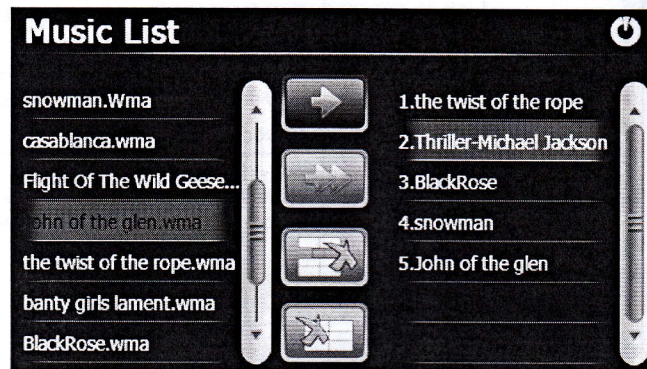 Music List
snowman.Wma
casablanca.wma
Flight Of The Wild Geese...
John of the glen.wma
the twist of the rope.wma
banty girls lament.wma
BlackRose.wma
1.the twist of the rope
2.Thriller-Michael Jackson
3.BlackRose
4.snowman
5.John of the glen